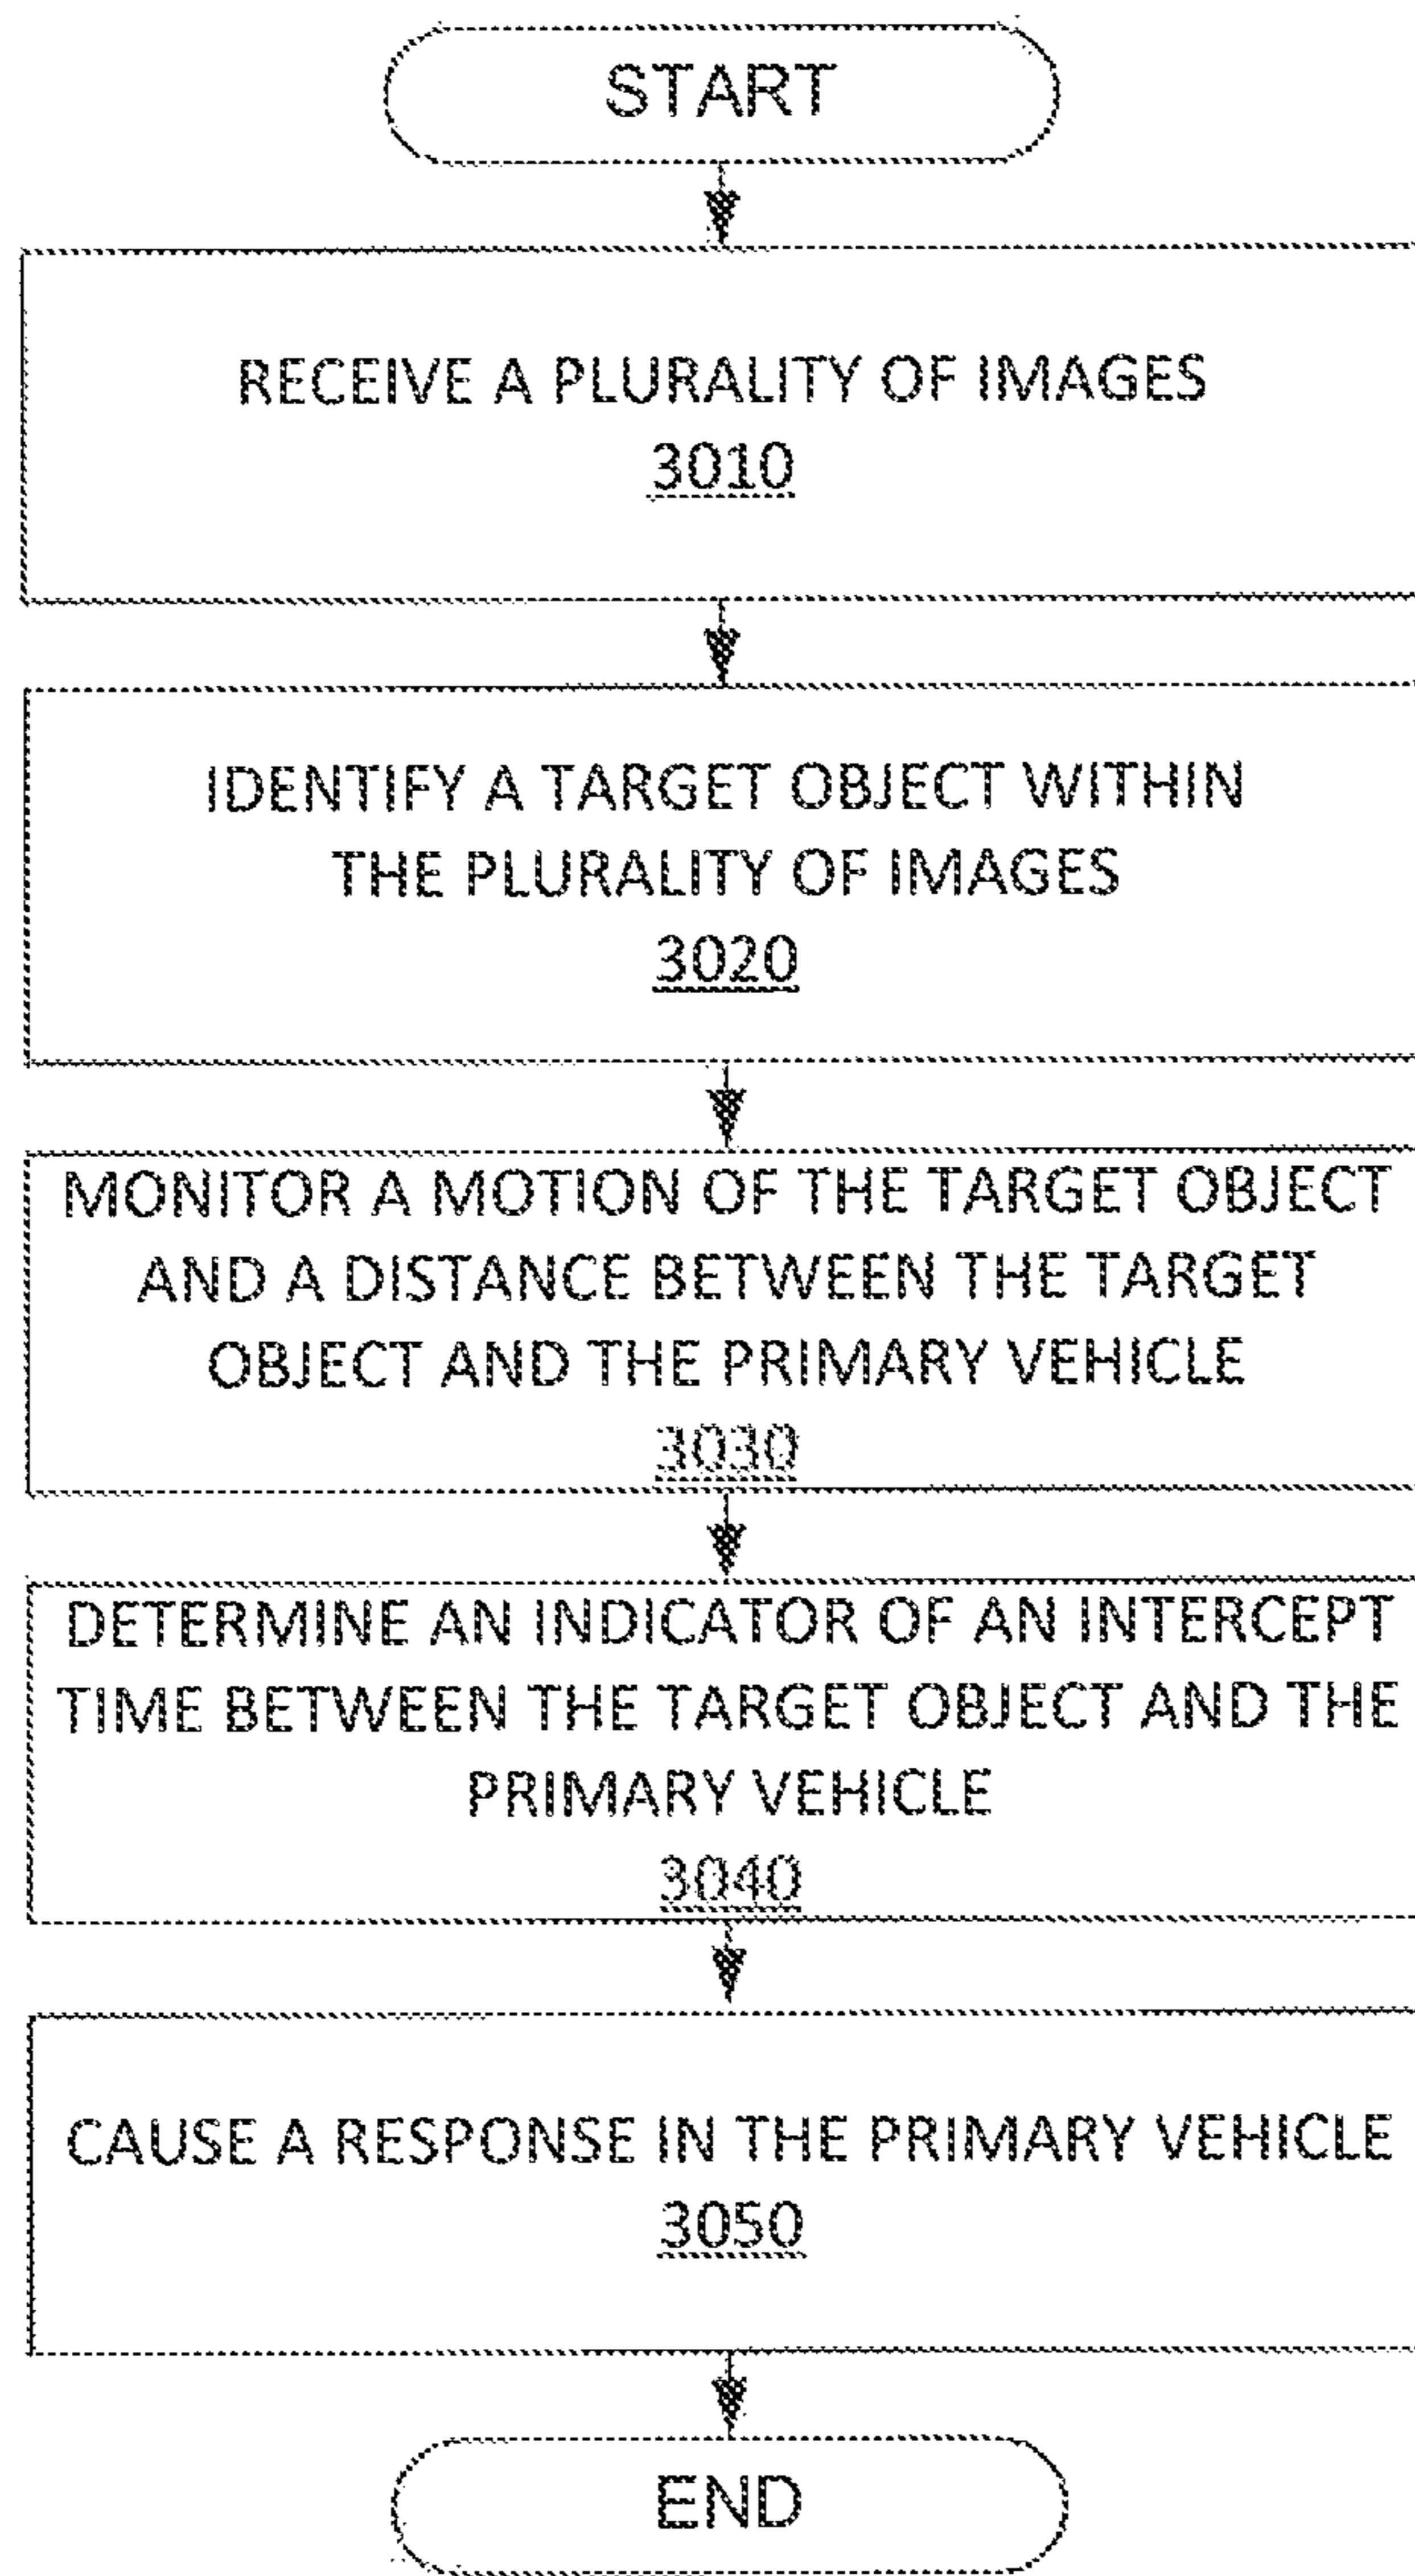 START
RECEIVE A PLURALITY OF IMAGES
3010
IDENTIFY A TARGET OBJECT WITHIN
THE PLURALITY OF IMAGES
3020
MONITOR A MOTION OF THE TARGET OBJECT
AND A DISTANCE BETWEEN THE TARGET
OBJECT AND THE PRIMARY VEHICLE
3030
DETERMINE AN INDICATOR OF AN INTERCEPT
TIME BETWEEN THE TARGET OBJECT AND THE
PRIMARY VEHICLE
3040
CAUSE A RESPONSE IN THE PRIMARY VEHICLE
3050
END